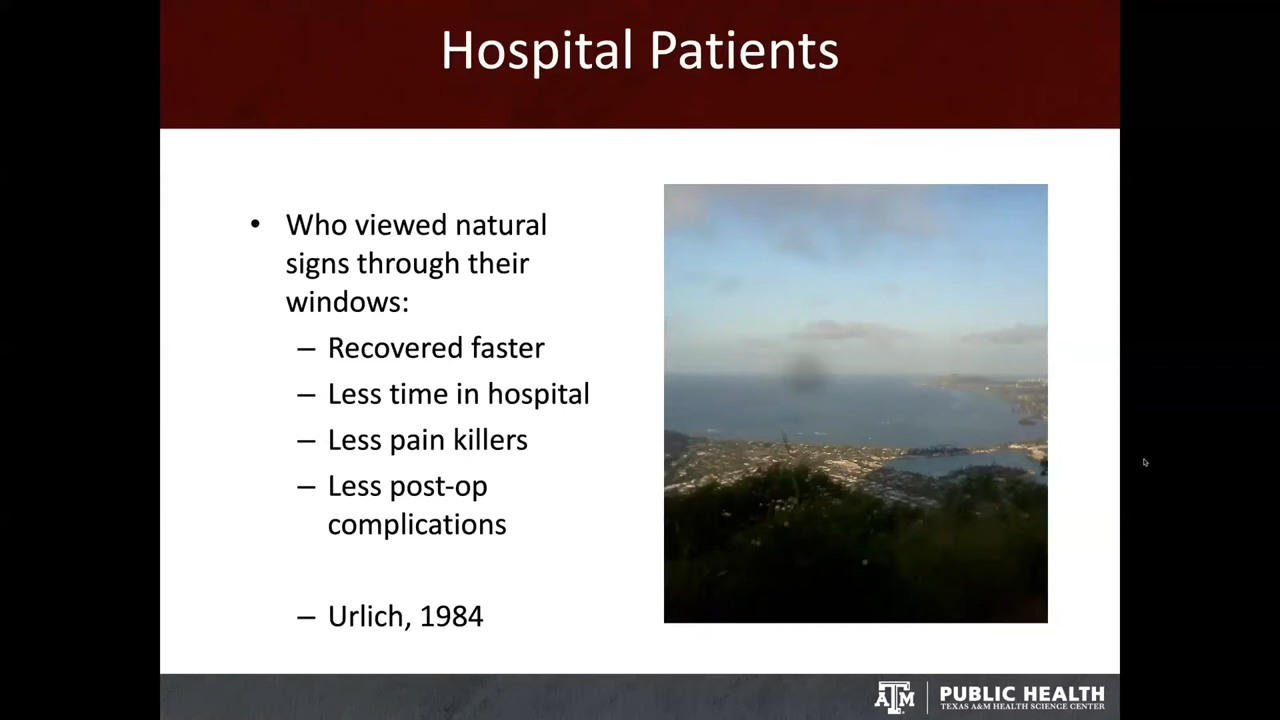 Hospital Patients
• Who viewed natural
signs through their
windows:
– Recovered faster
– Less time in hospital
– Less pain killers
– Less post-op
complications
– Urlich, 1984
ATM | PUBLIC HEALTH
TEXAS A&M HEALTH SCIENCE CENTER